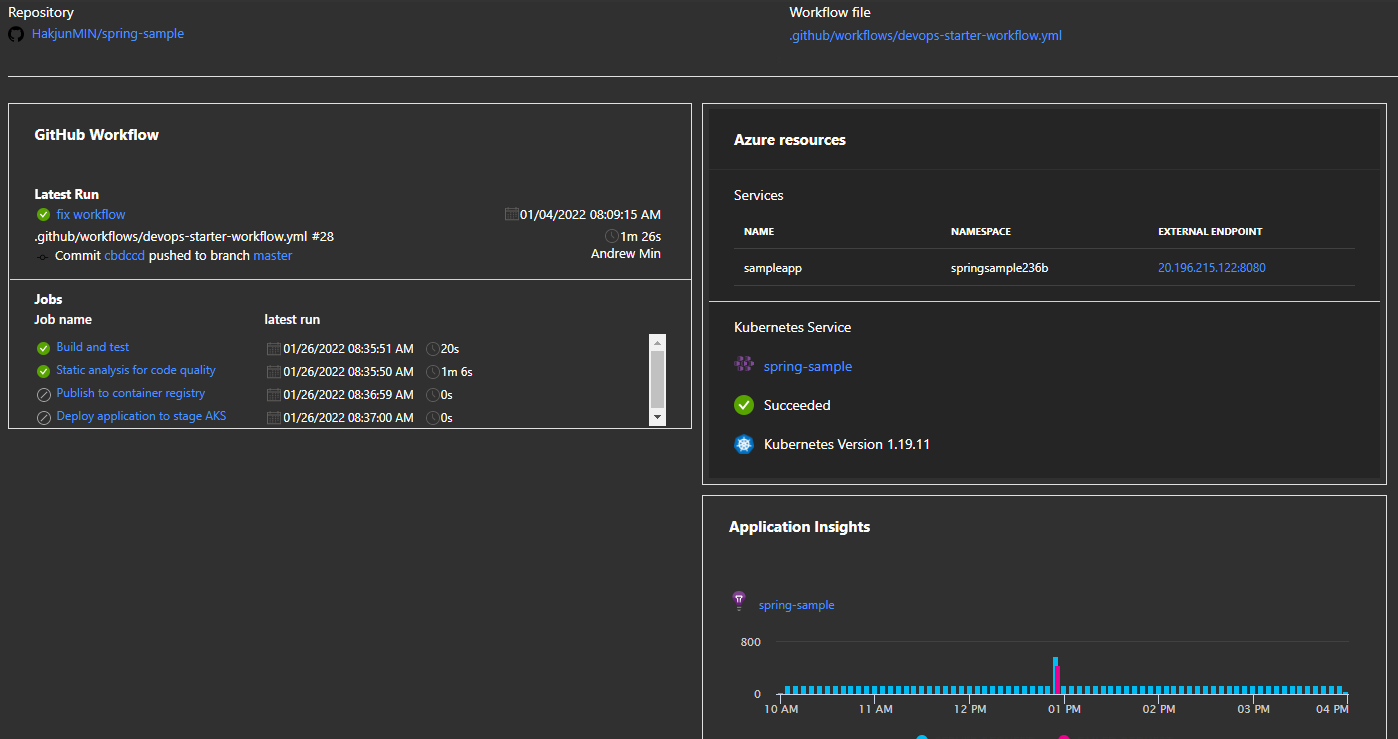 Repository
HakjunMIN/spring-sample
Workflow file
.github/workflows/devops-starter-workflow.yml
GitHub Workflow
Latest Run
fix workflow
01/04/2022 08:09:15 AM
.github/workflows/devops-starter-workflow.yml #28
1m 26s
Commit cbdccd pushed to branch master
Andrew Min
Jobs
Job name latest run
Build and test 01/26/2022 08:35:51 AM 20s
Static analysis for code quality 01/26/2022 08:35:50 AM 1m 6s
Publish to container registry 01/26/2022 08:36:59 AM 0s
Deploy application to stage AKS 01/26/2022 08:37:00 AM 0s
Azure resources
Services
NAME NAMESPACE EXTERNAL ENDPOINT
sampleapp springsample236b 20.196.215.122:8080
Kubernetes Service
spring-sample
Succeeded
Kubernetes Version 1.19.11
Application Insights
spring-sample
800
0
10 AM 11 AM 12 PM 01 PM 02 PM 03 PM 04 PM